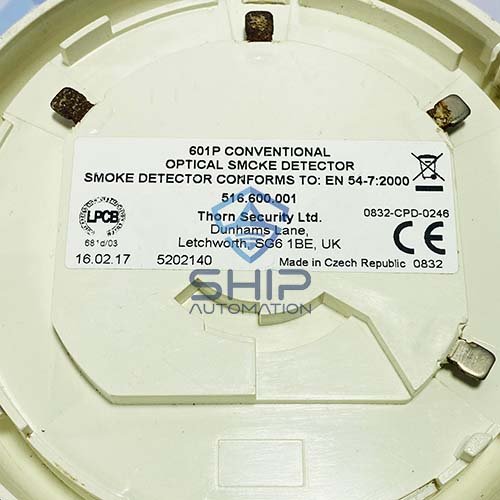 601P CONVENTIONAL
OPTICAL SMOKE DETECTOR
SMOKE DETECTOR CONFORMS TO: EN 54-7:2000
516.600.001
Thorn Security Ltd.
0832-CPD-0246
Dunhams Lane,
Letchworth, SG6 1BE, UK
LPCB
681d/03
CE
16.02.17
5202140
Made in Czech Republic 0832
SHIP
AUTOMATION